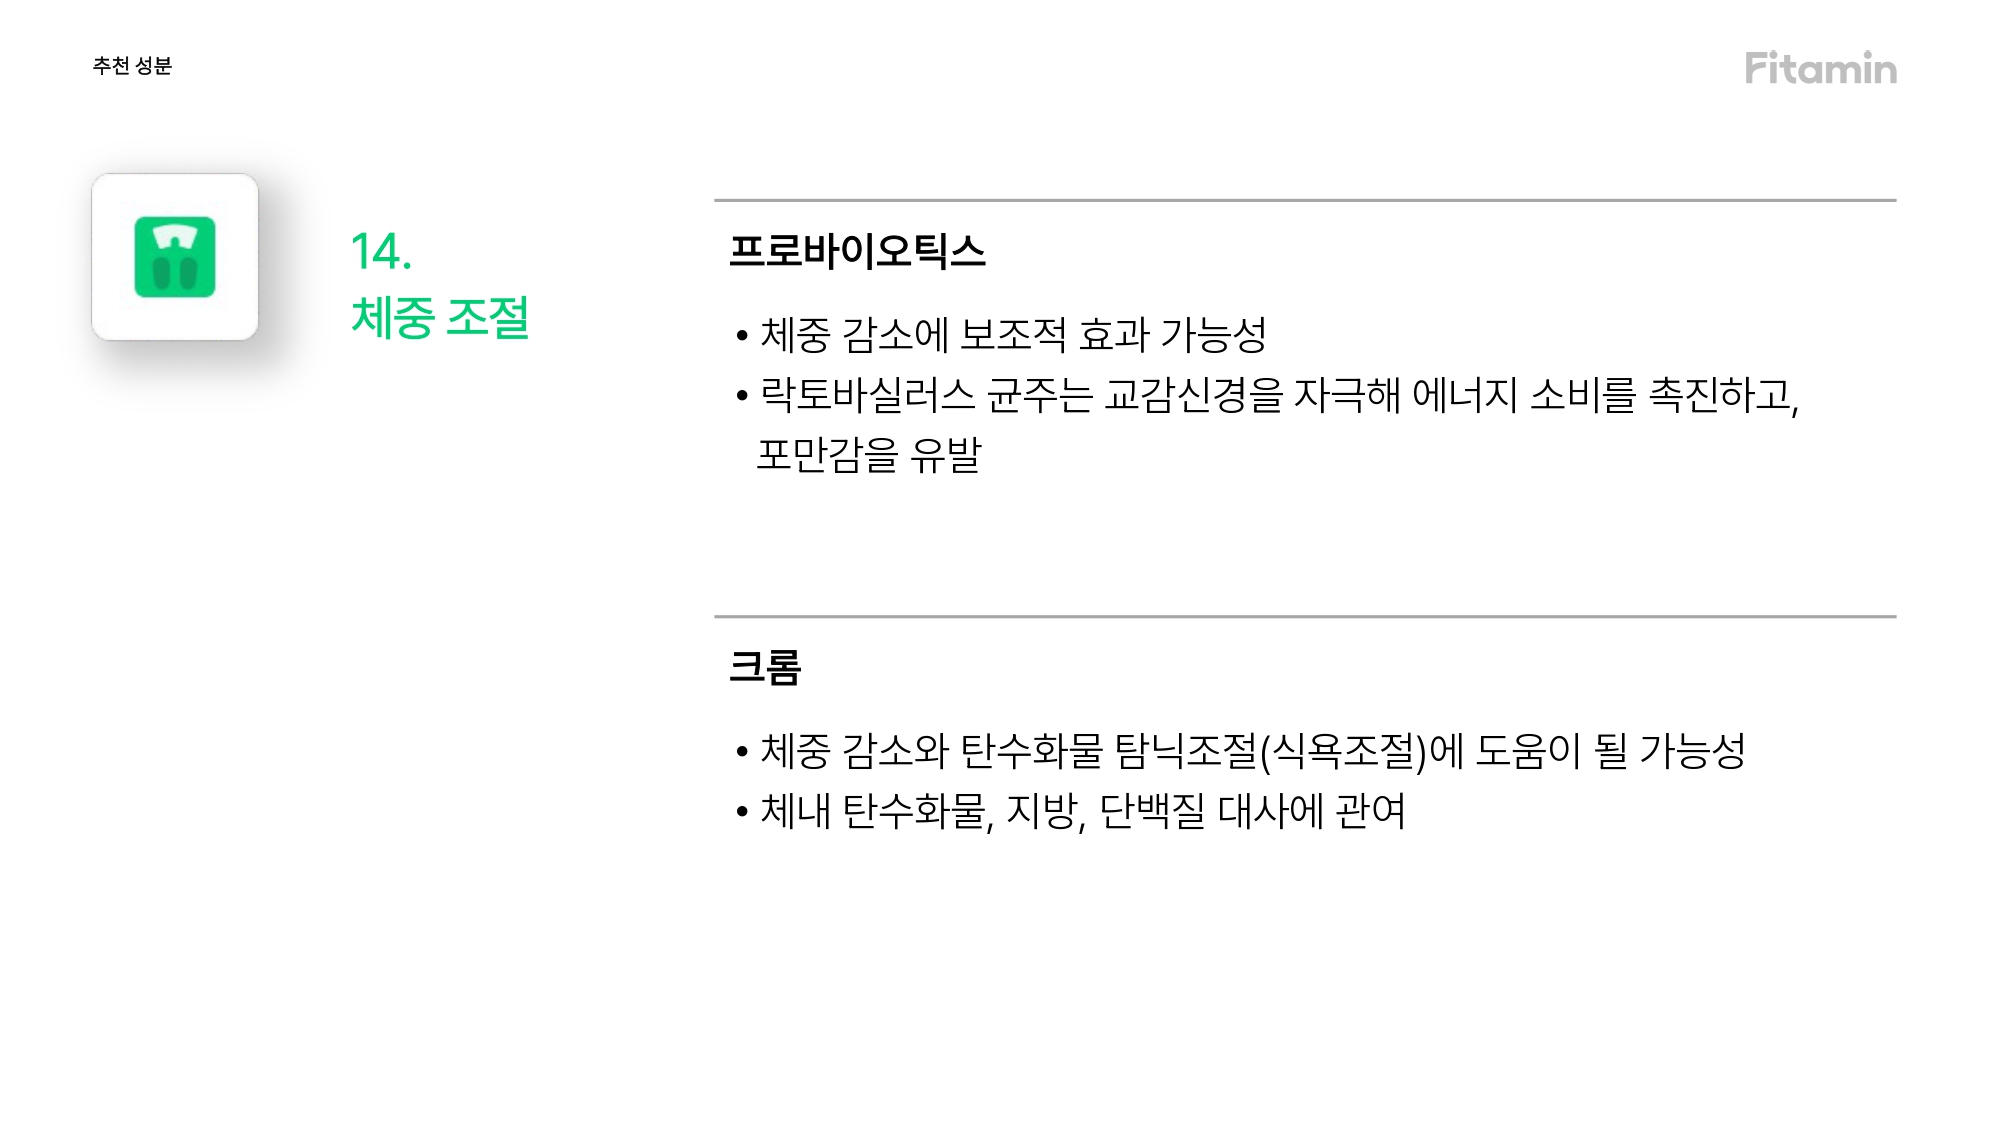 추천 성분
Fitamin
14.
체중 조절
프로바이오틱스
• 체중 감소에 보조적 효과 가능성
• 락토바실러스 균주는 교감신경을 자극해 에너지 소비를 촉진하고,
포만감을 유발
크롬
• 체중 감소와 탄수화물 탐닉조절(식욕조절)에 도움이 될 가능성
• 체내 탄수화물, 지방, 단백질 대사에 관여